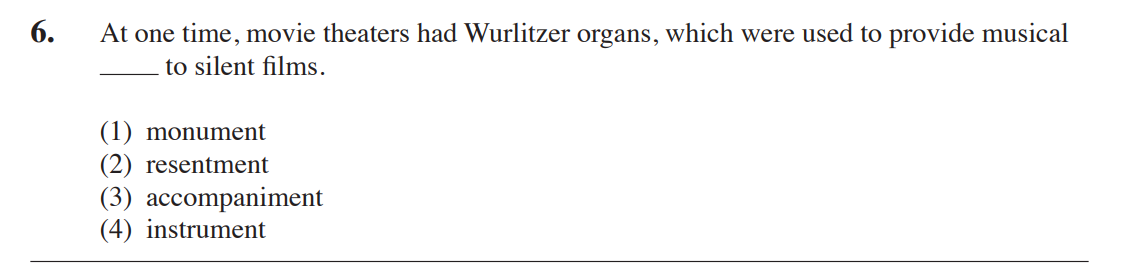 6. At one time, movie theaters had Wurlitzer organs, which were used to provide musical
____ to silent films.
(1) monument
(2) resentment
(3) accompaniment
(4) instrument